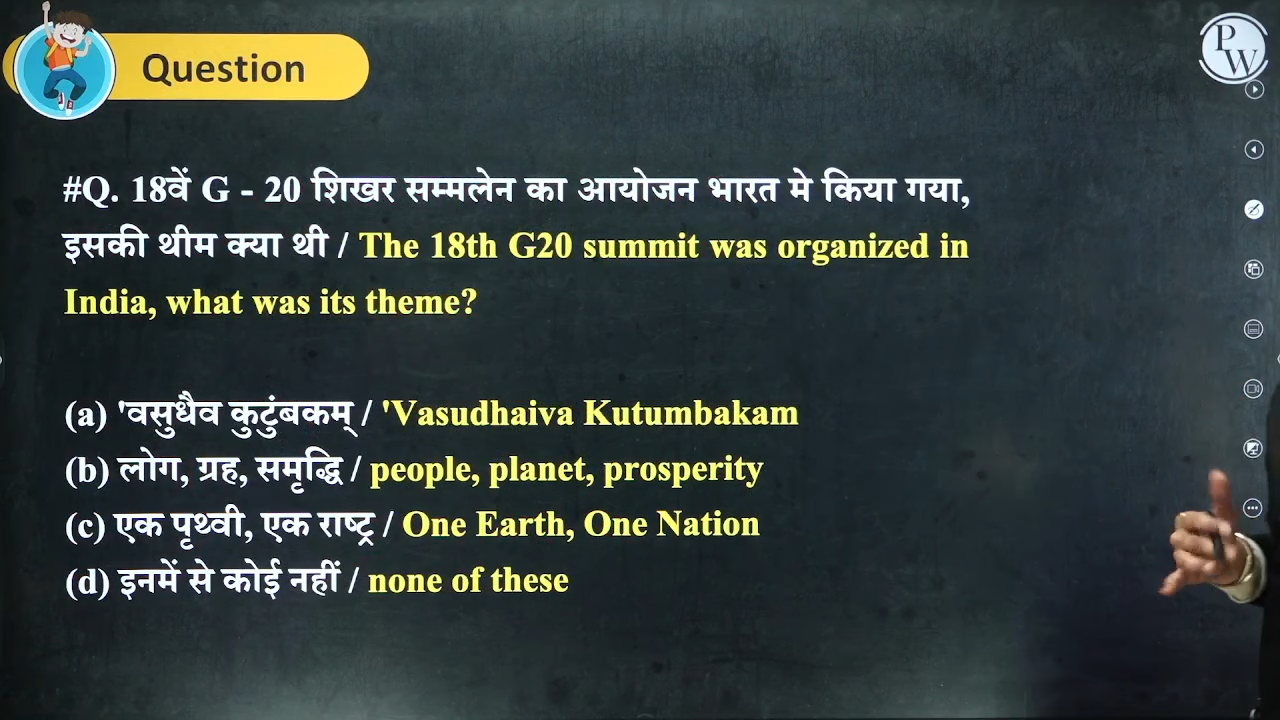 Question
PW
#Q. 18वें G - 20 शिखर सम्मलेन का आयोजन भारत मे किया गया,
इसकी थीम क्या थी / The 18th G20 summit was organized in
India, what was its theme?
(a) 'वसुधैव कुटुंबकम् / 'Vasudhaiva Kutumbakam
(b) लोग, ग्रह, समृद्धि / people, planet, prosperity
(c) एक पृथ्वी, एक राष्ट्र / One Earth, One Nation
(d) इनमें से कोई नहीं / none of these